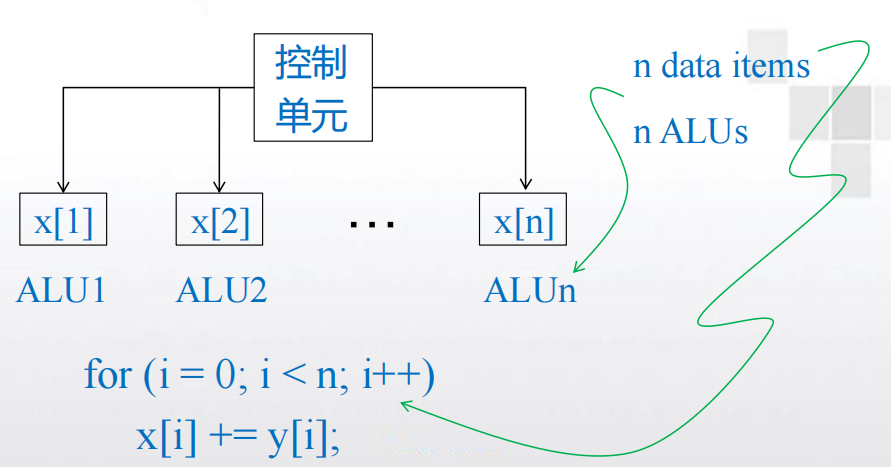 控制
单元
n data items
n ALUs
x[1]
x[2]
...
x[n]
ALU1
ALU2
ALUn
for (i = 0; i < n; i++)
x[i] += y[i];